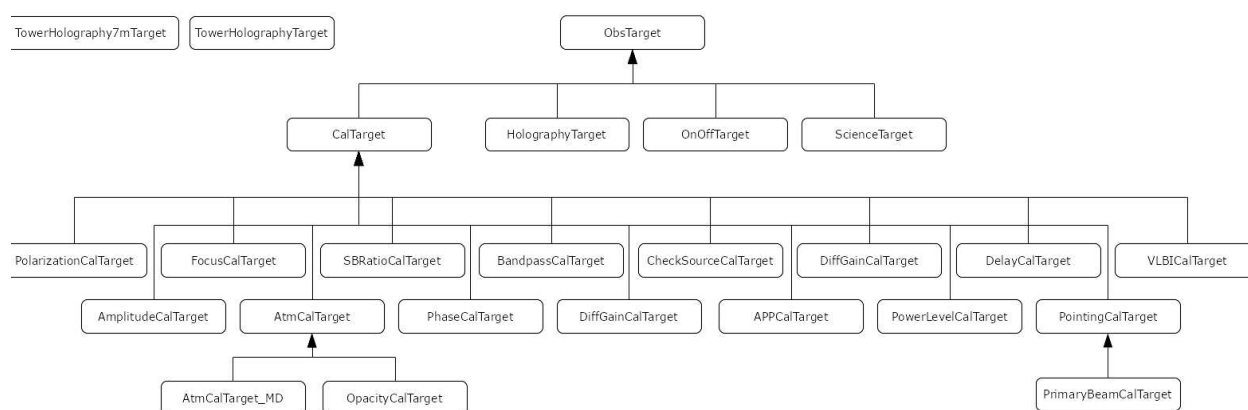 TowerHolography7mTarget
TowerHolographyTarget
ObsTarget
CalTarget
HolographyTarget
OnOffTarget
ScienceTarget
PolarizationCalTarget
FocusCalTarget
SBRatioCalTarget
BandpassCalTarget
CheckSourceCalTarget
DiffGainCalTarget
DelayCalTarget
VLBICalTarget
AmplitudeCalTarget
AtmCalTarget
PhaseCalTarget
DiffGainCalTarget
APPCalTarget
PowerLevelCalTarget
PointingCalTarget
AtmCalTarget_MD
OpacityCalTarget
PrimaryBeamCalTarget